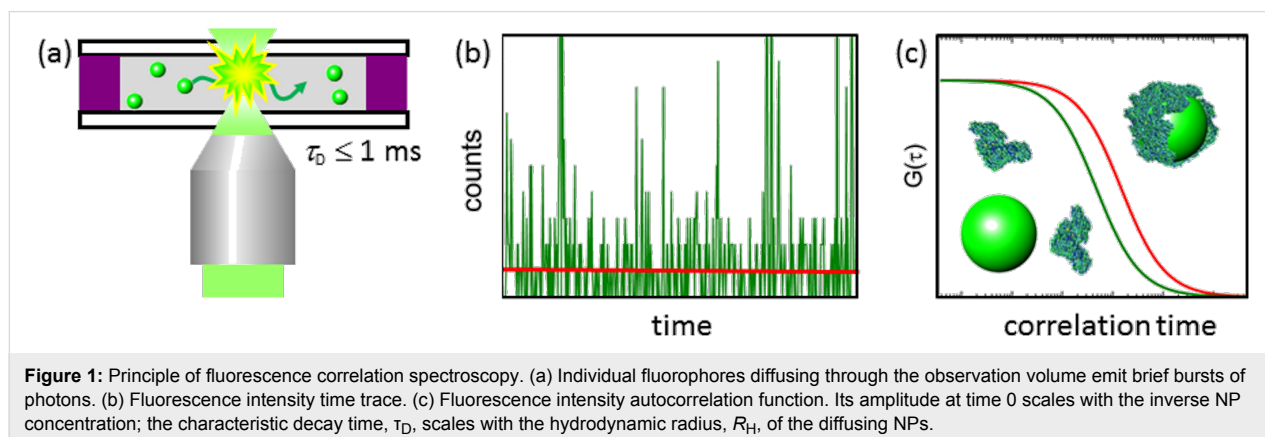 (a)
τD ≤ 1 ms
(b)
counts
time
(c)
G(τ)
correlation time
Figure 1: Principle of fluorescence correlation spectroscopy. (a) Individual fluorophores diffusing through the observation volume emit brief bursts of
photons. (b) Fluorescence intensity time trace. (c) Fluorescence intensity autocorrelation function. Its amplitude at time 0 scales with the inverse NP
concentration; the characteristic decay time, τD, scales with the hydrodynamic radius, RH, of the diffusing NPs.